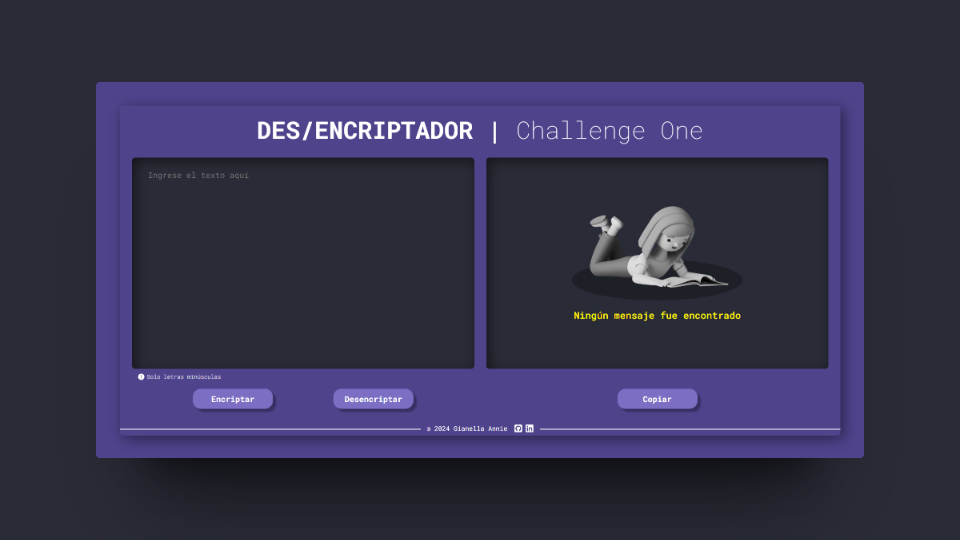 DES/ENCRIPTADOR | Challenge One
Ingrese el texto aquí
Ningún mensaje fue encontrado
Solo letras minúsculas
Encriptar
Desencriptar
Copiar
© 2024 Gianella Annie